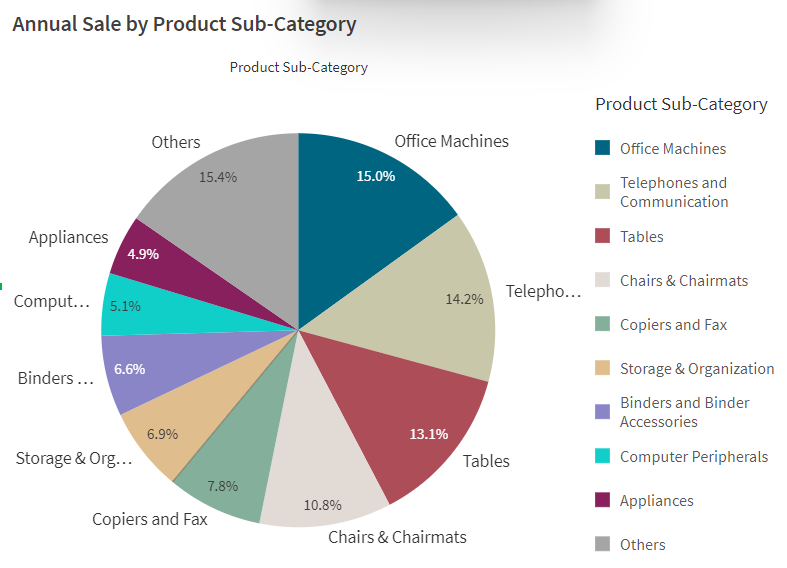 Annual Sale by Product Sub-Category
Product Sub-Category
Product Sub-Category
Office Machines
Telephones and
Communication
Tables
Chairs & Chairmats
Copiers and Fax
Storage & Organization
Binders and Binder
Accessories
Computer Peripherals
Appliances
Others
Others
Office Machines
15.4%
15.0%
Appliances
4.9%
Telepho…
14.2%
Comput…
5.1%
Binders …
6.6%
Storage & Org…
6.9%
13.1%
Tables
7.8%
10.8%
Copiers and Fax
Chairs & Chairmats